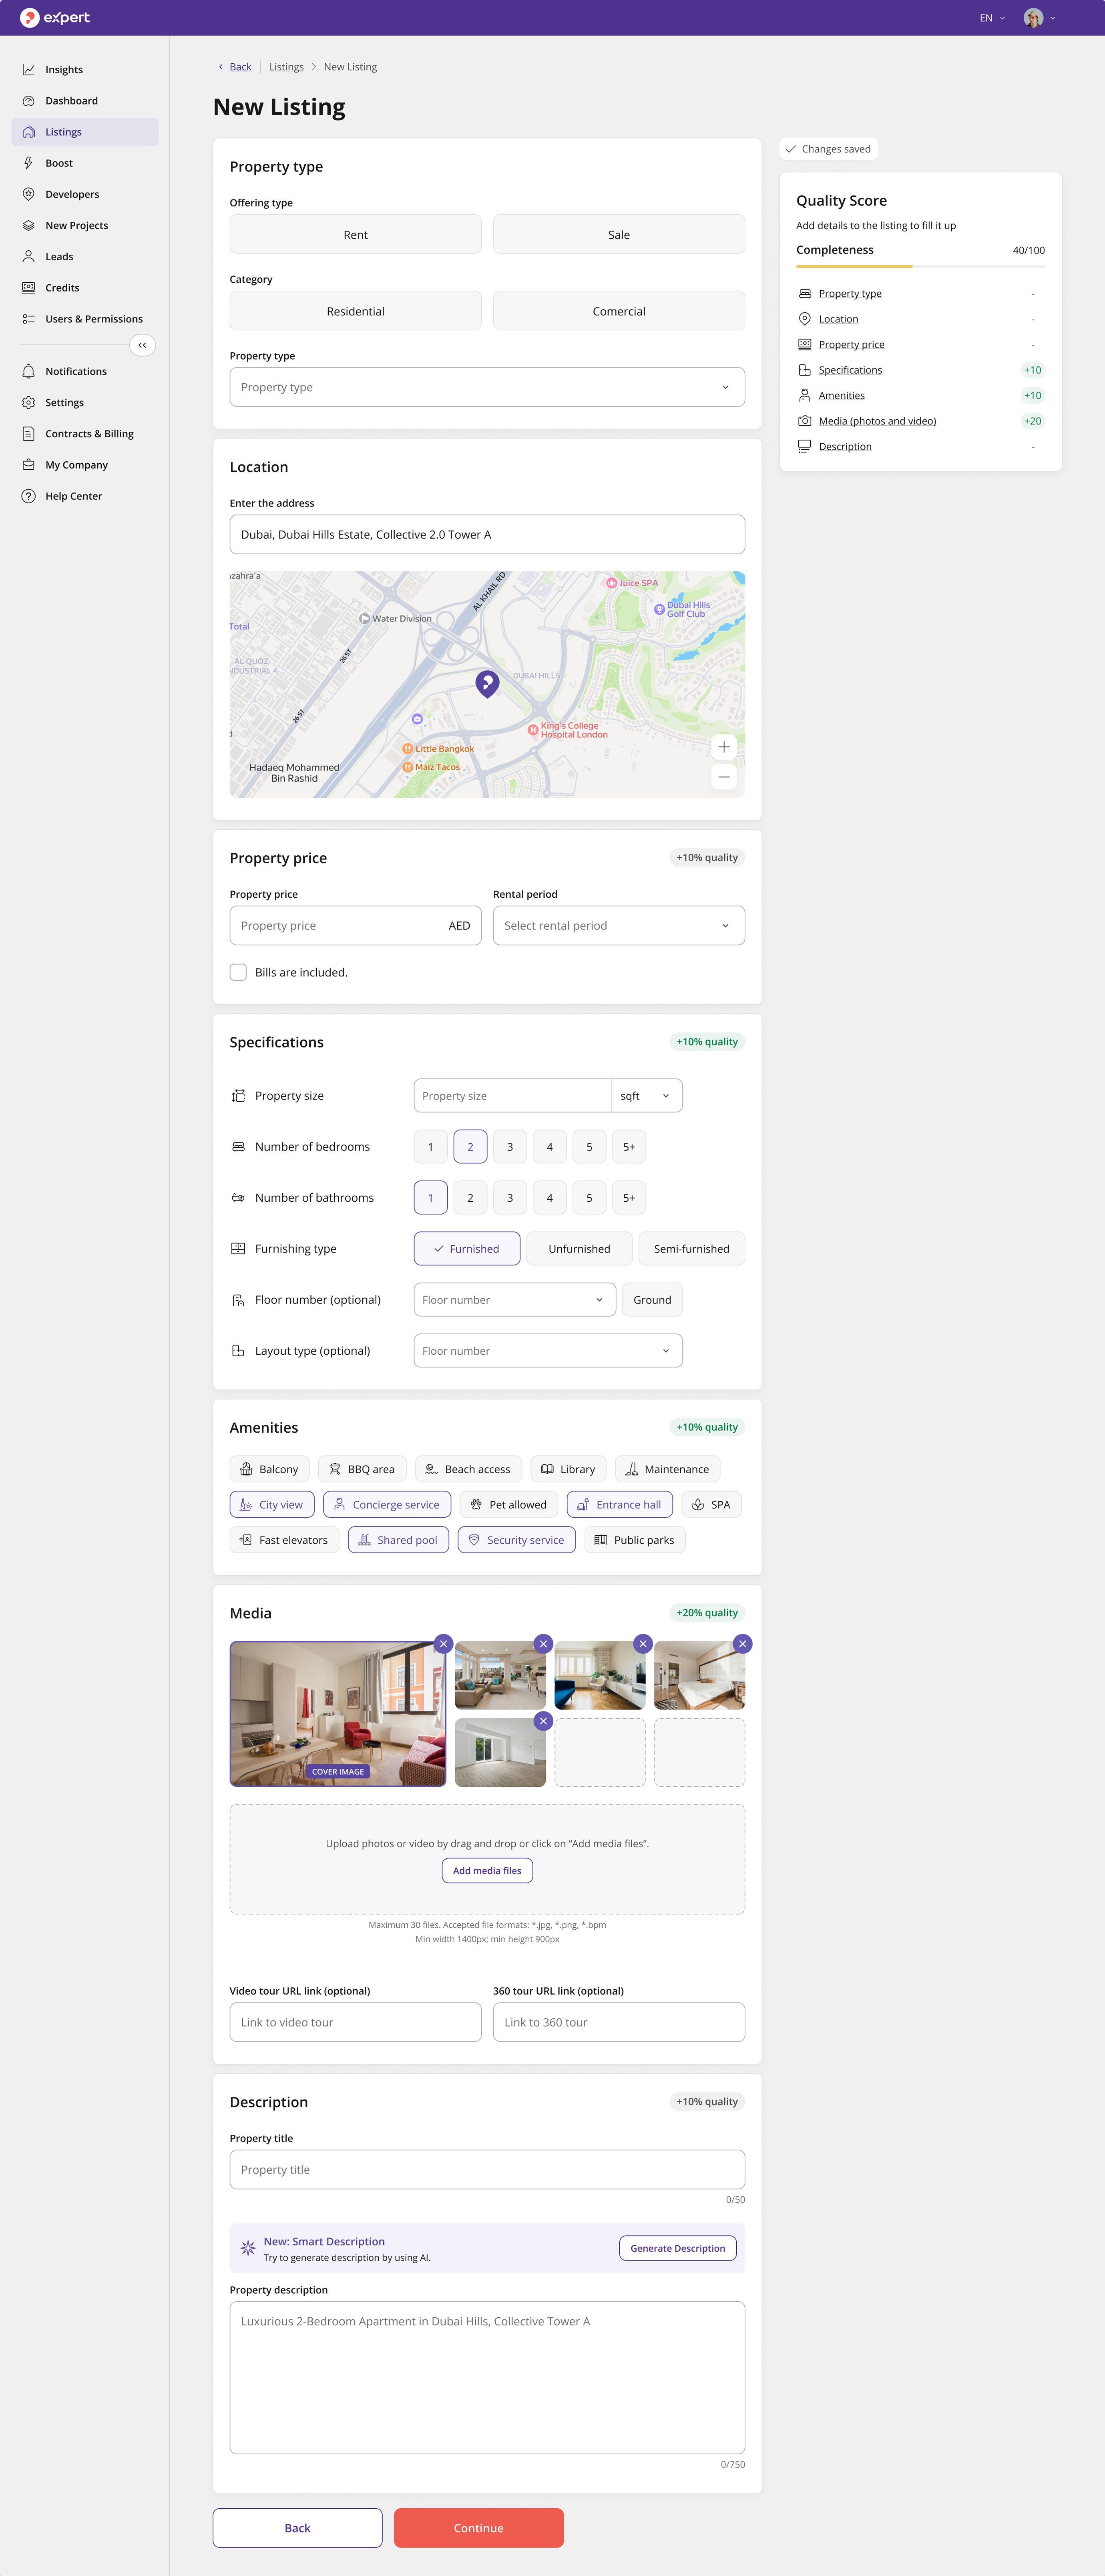 expert
EN
Insights
Dashboard
Listings
Boost
Developers
New Projects
Leads
Credits
Users & Permissions
Notifications
Settings
Contracts & Billing
My Company
Help Center
Back
Listings > New Listing
New Listing
Property type
Offering type
Rent
Sale
Category
Residential
Comercial
Property type
Property type
Location
Enter the address
Dubai, Dubai Hills Estate, Collective 2.0 Tower A
ızahra'a
Juice SPA
AL KHAIL RD
Dubai Hills
Golf Club
Water Division
Total
26 ST
AL QUOZ
NDUSTRIAL 4
DUBAI HILLS
26 ST
King's College
Hospital London
Little Bangkok
Maiz Tacos
Hadaeq Mohammed
Bin Rashid
Property price
+10% quality
Property price
Rental period
Property price
AED
Select rental period
Bills are included.
Specifications
+10% quality
Property size
Property size
sqft
Number of bedrooms
1 2 3 4 5 5+
Number of bathrooms
1 2 3 4 5 5+
Furnishing type
Furnished
Unfurnished
Semi-furnished
Floor number (optional)
Floor number
Ground
Layout type (optional)
Floor number
Amenities
+10% quality
Balcony
BBQ area
Beach access
Library
Maintenance
City view
Concierge service
Pet allowed
Entrance hall
SPA
Fast elevators
Shared pool
Security service
Public parks
Media
+20% quality
COVER IMAGE
Upload photos or video by drag and drop or click on “Add media files”.
Add media files
Maximum 30 files. Accepted file formats: *.jpg, *.png, *.bpm
Min width 1400px; min height 900px
Video tour URL link (optional)
360 tour URL link (optional)
Link to video tour
Link to 360 tour
Description
+10% quality
Property title
Property title
0/50
New: Smart Description
Try to generate description by using AI.
Generate Description
Property description
Luxurious 2-Bedroom Apartment in Dubai Hills, Collective Tower A
0/750
Back
Continue
Changes saved
Quality Score
Add details to the listing to fill it up
Completeness
40/100
Property type -
Location -
Property price -
Specifications +10
Amenities +10
Media (photos and video) +20
Description -